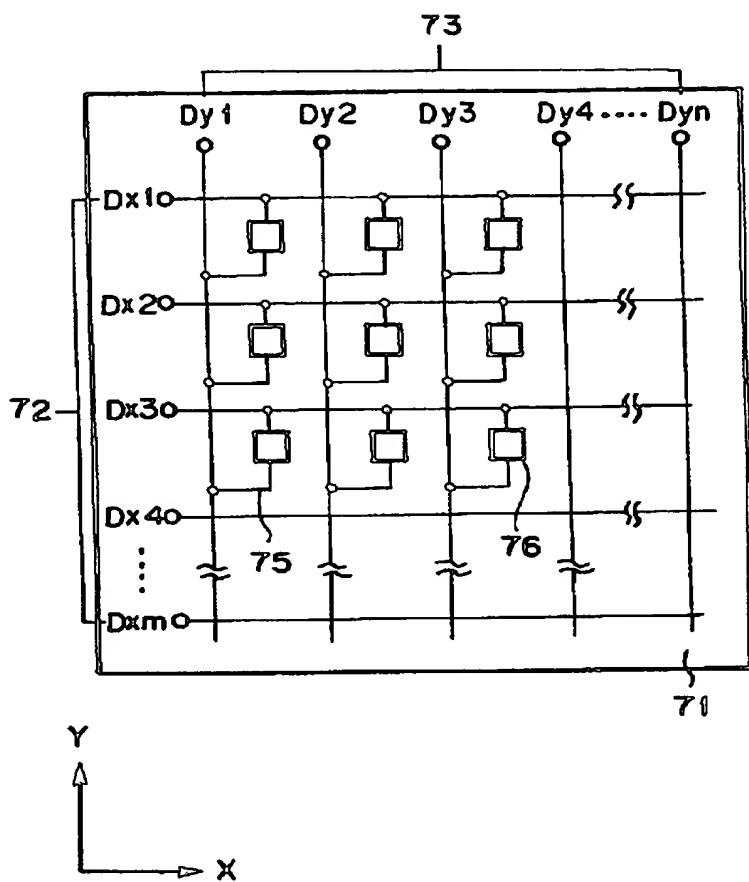 73
Dy1 Dy2 Dy3 Dy4 .... Dyn
Dx1
Dx2
72
Dx3
75
76
Dx4
....
Dxm
71
Y
X